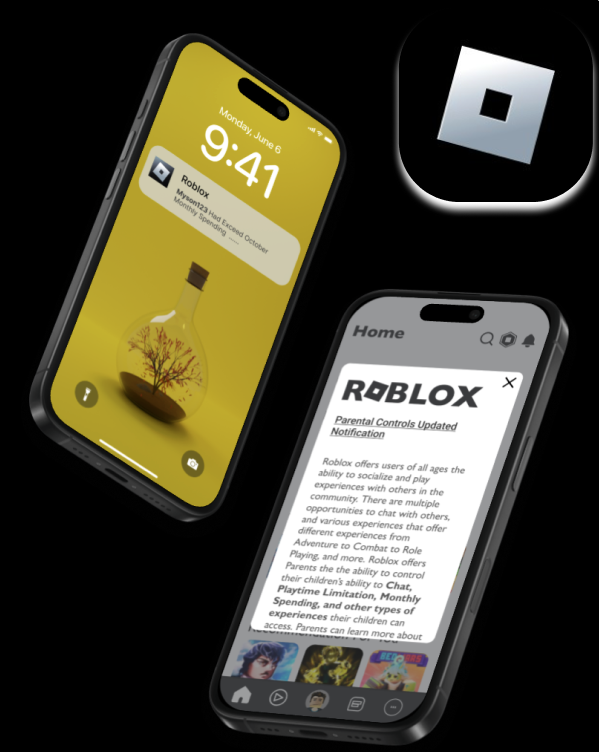 Monday, June 6
9:41
Roblox
Myson123 Had Exceed October
Monthly Spending
Home
ROBLOX
Parental Controls Updated
Notification
Roblox offers users of all ages the
ability to socialize and play
experiences with others in the
community. There are multiple
opportunities to chat with others,
and various experiences that offer
different experiences from
Adventure to Combat to Role
Playing, and more. Roblox offers
Parents the the ability to control
their children's ability to Chat,
Playtime Limitation, Monthly
Spending, and other types of
experiences their children can
access. Parents can learn more about
Recommendation For You